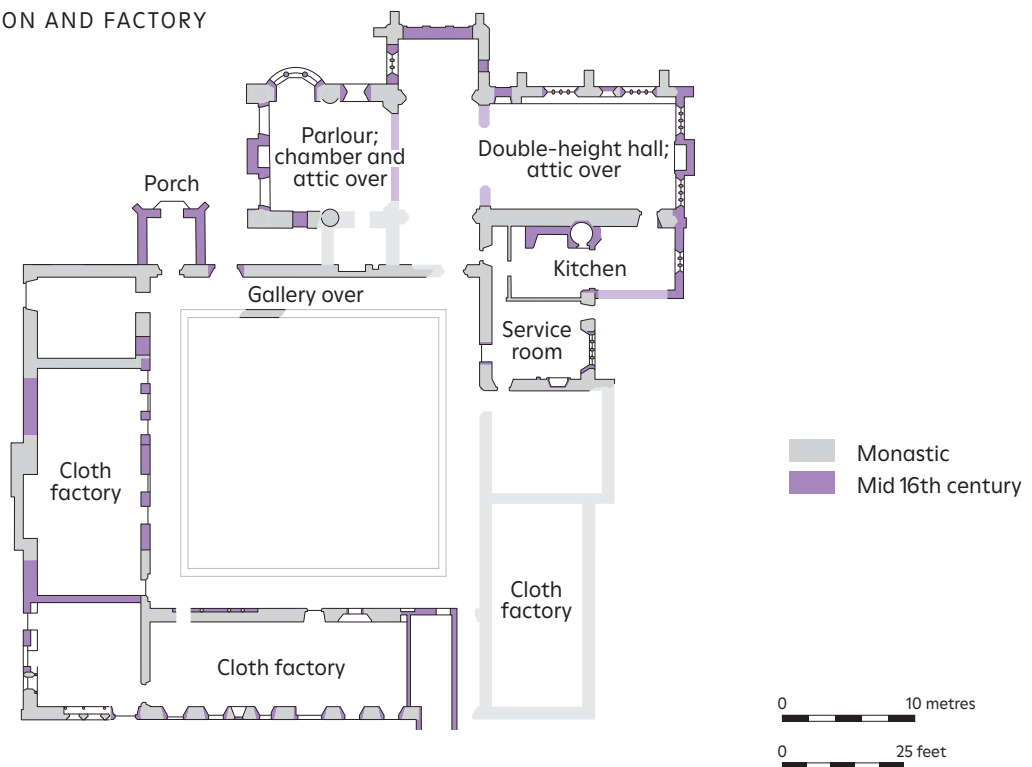 ON AND FACTORY
Parlour;
chamber and
attic over
Double-height hall;
attic over
Porch
Kitchen
Gallery over
Service
room
Cloth
factory
Monastic
Mid 16th century
Cloth
factory
Cloth factory
0 10 metres
0 25 feet